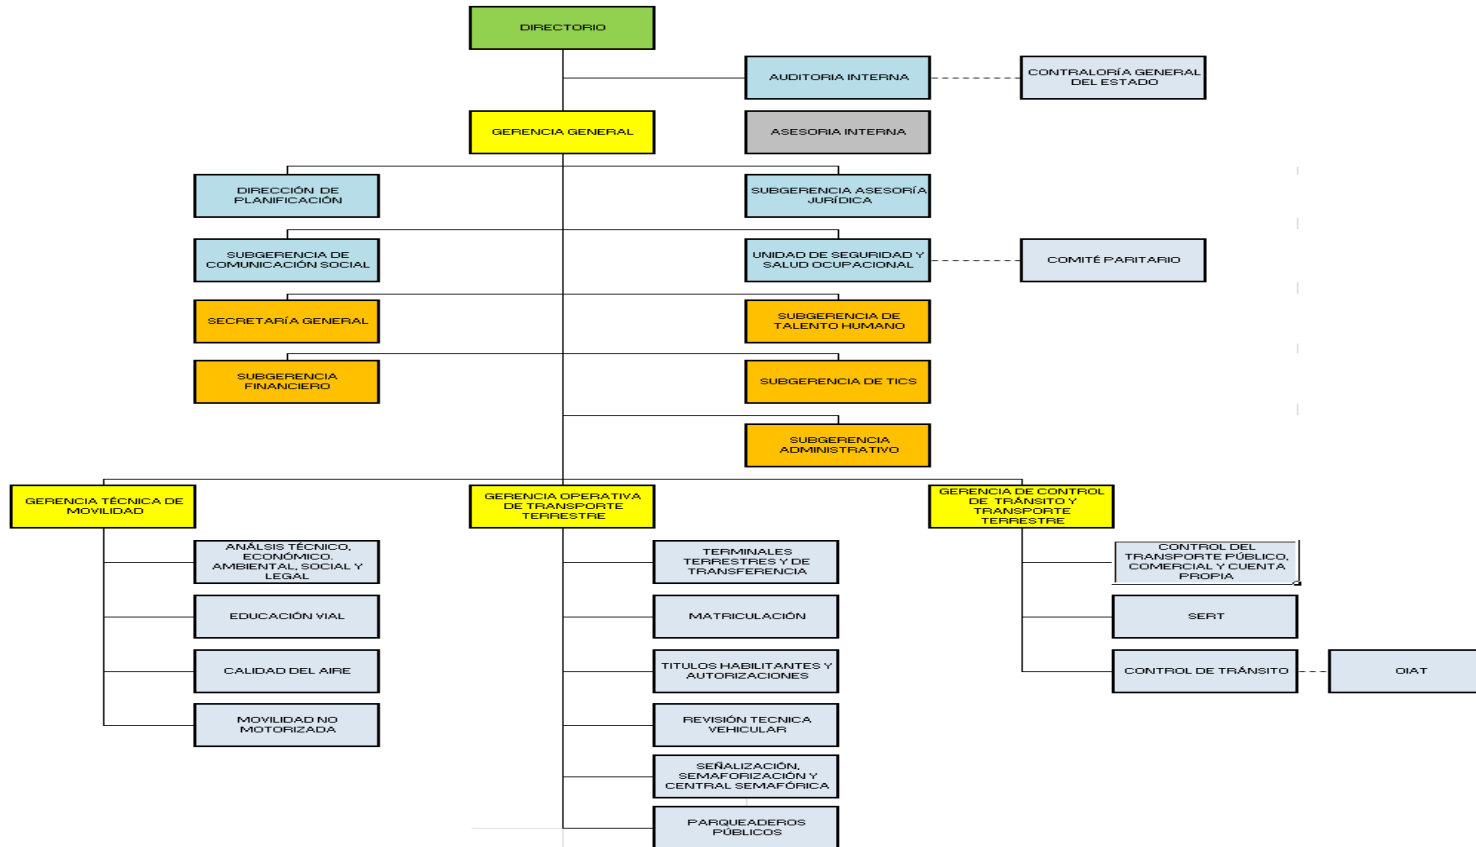 DIRECTORIO
AUDITORIA INTERNA
CONTRALORÍA GENERAL
DEL ESTADO
GERENCIA GENERAL
ASESORIA INTERNA
DIRECCIÓN DE
PLANIFICACIÓN
SUBGERENCIA ASESORÍA
JURÍDICA
SUBGERENCIA DE
COMUNICACIÓN SOCIAL
UNIDAD DE SEGURIDAD Y
SALUD OCUPACIONAL
COMITÉ PARITARIO
SECRETARÍA GENERAL
SUBGERENCIA DE
TALENTO HUMANO
SUBGERENCIA
FINANCIERO
SUBGERENCIA DE TICS
SUBGERENCIA
ADMINISTRATIVO
GERENCIA TÉCNICA DE
MOVILIDAD
GERENCIA OPERATIVA
DE TRANSPORTE
TERRESTRE
GERENCIA DE CONTROL
DE TRÁNSITO Y
TRANSPORTE
TERRESTRE
ANÁLSIS TÉCNICO,
ECONÓMICO,
AMBIENTAL, SOCIAL Y
LEGAL
TERMINALES
TERRESTRES Y DE
TRANSFERENCIA
CONTROL DEL
TRANSPORTE PÚBLICO,
COMERCIAL Y CUENTA
PROPIA
EDUCACIÓN VIAL
MATRICULACIÓN
SERT
CALIDAD DEL AIRE
TITULOS HABILITANTES Y
AUTORIZACIONES
CONTROL DE TRÁNSITO
OIAT
MOVILIDAD NO
MOTORIZADA
REVISIÓN TECNICA
VEHICULAR
SEÑALIZACIÓN,
SEMAFORIZACIÓN Y
CENTRAL SEMAFÓRICA
PARQUEADEROS
PÚBLICOS